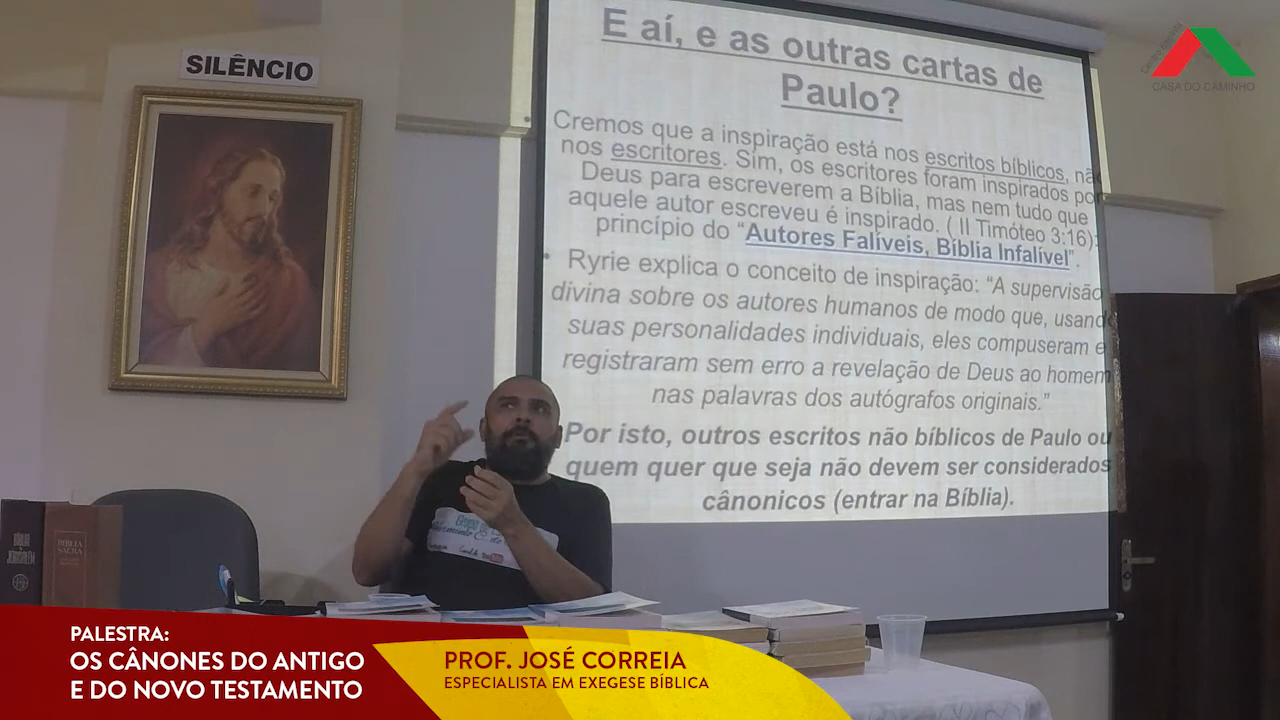 SILÊNCIO
E aí, e as outras cartas de
Paulo?
Cremos que a inspiração está nos escritos bíblicos, não
nos escritores. Sim, os escritores foram inspirados por
Deus para escreverem a Bíblia, mas nem tudo que
aquele autor escreveu é inspirado. ( II Timóteo 3:16):
princípio do “Autores Falíveis, Bíblia Infalível”.
• Ryrie explica o conceito de inspiração: “A supervisão
divina sobre os autores humanos de modo que, usando
suas personalidades individuais, eles compuseram e
registraram sem erro a revelação de Deus ao homem
nas palavras dos autógrafos originais.”
Por isto, outros escritos não bíblicos de Paulo ou
quem quer que seja não devem ser considerados
cânonicos (entrar na Bíblia).
CASA DO CAMINHO
BÍBLIA
JERUSALÉM
BÍBLIA
SACRA
PALESTRA:
OS CÂNONES DO ANTIGO
E DO NOVO TESTAMENTO
PROF. JOSÉ CORREIA
ESPECIALISTA EM EXEGESE BÍBLICA